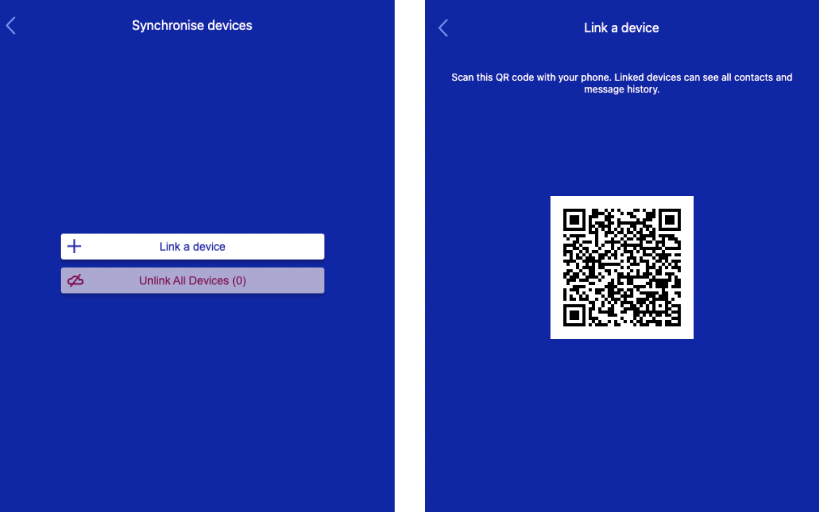 Synchronise devices
Link a device
Unlink All Devices (0)
Link a device
Scan this QR code with your phone. Linked devices can see all contacts and
message history.